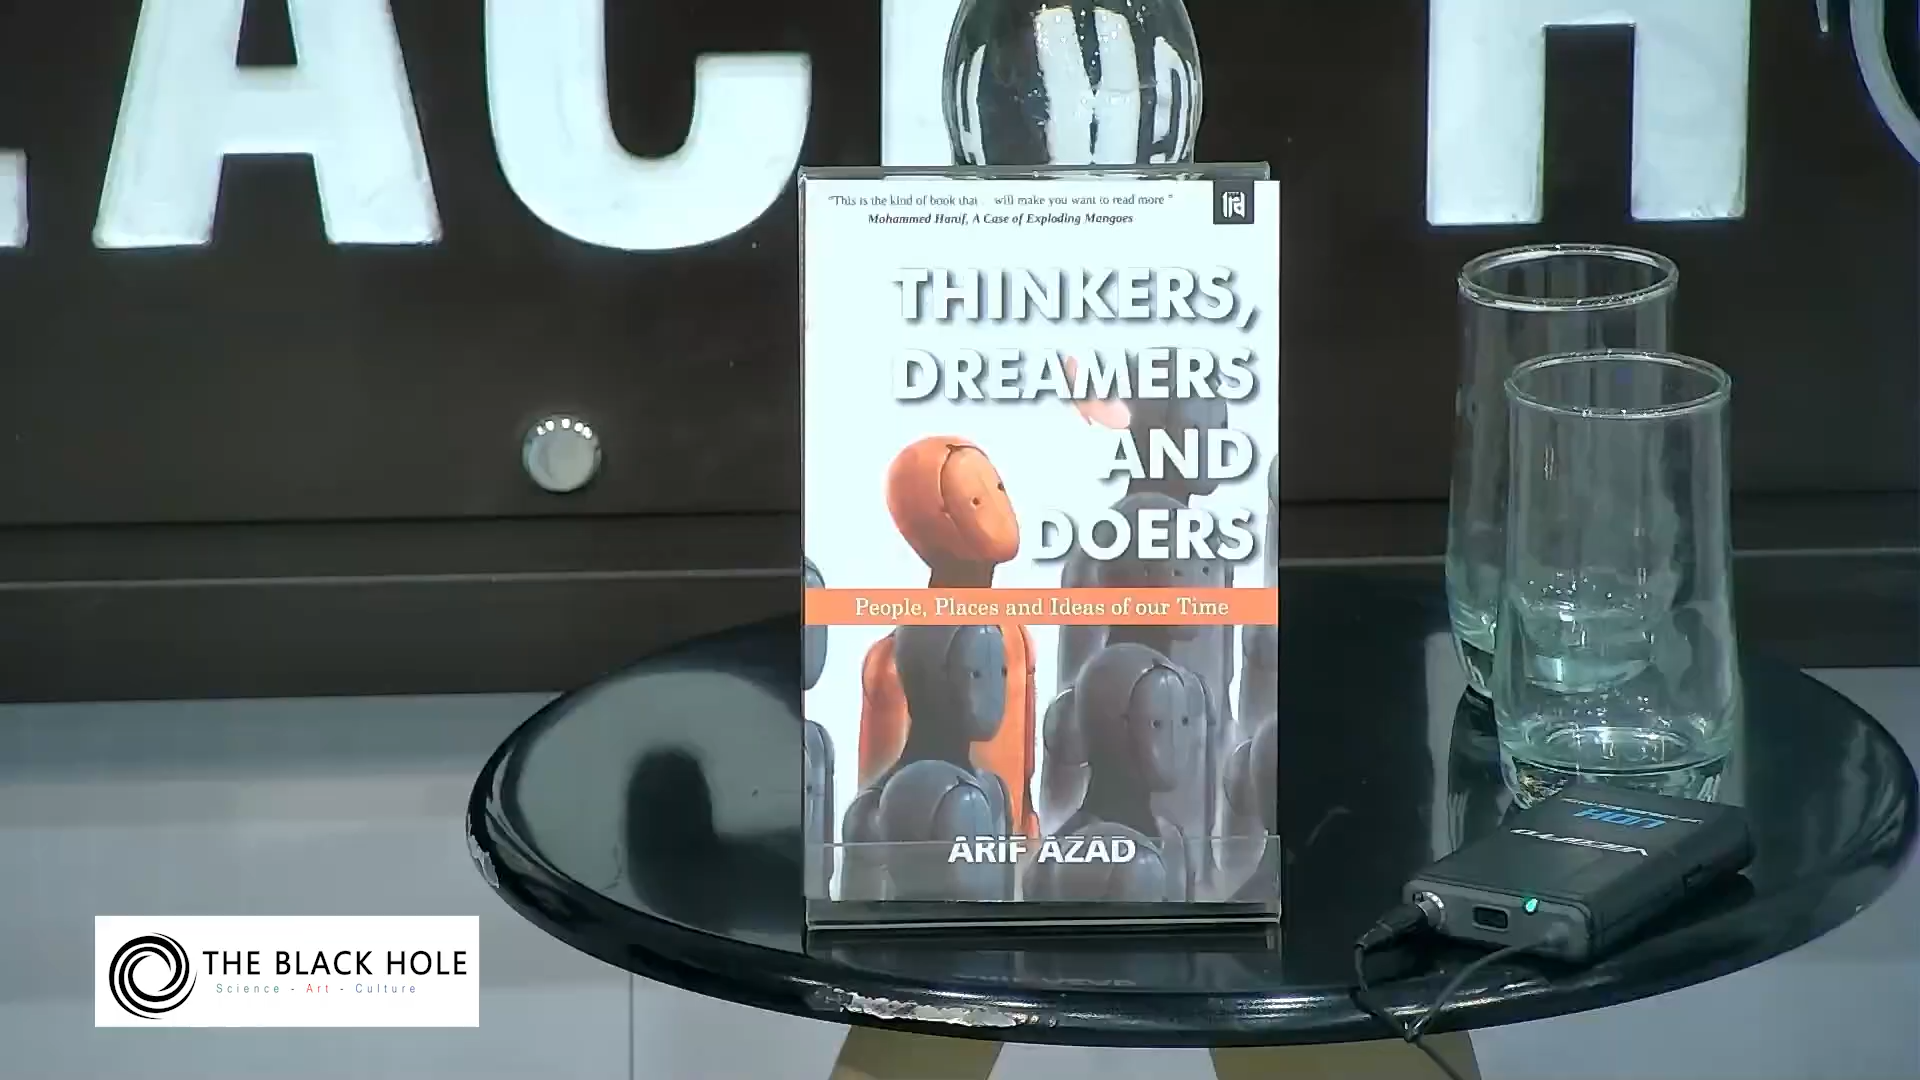 ACK HO
"This is the kind of book that . will make you want to read more "
Mohammed Hanif, A Case of Exploding Mangoes
THINKERS,
DREAMERS
AND
DOERS
People, Places and Ideas of our Time
ARIF AZAD
THE BLACK HOLE
Science - Art - Culture